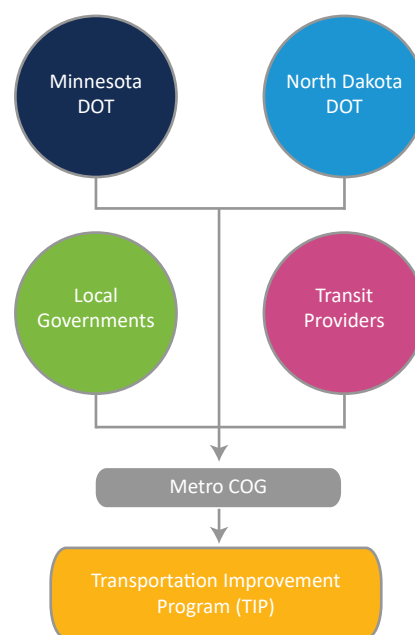 Minnesota
DOT
North Dakota
DOT
Local
Governments
Transit
Providers
Metro COG
Transportation Improvement
Program (TIP)